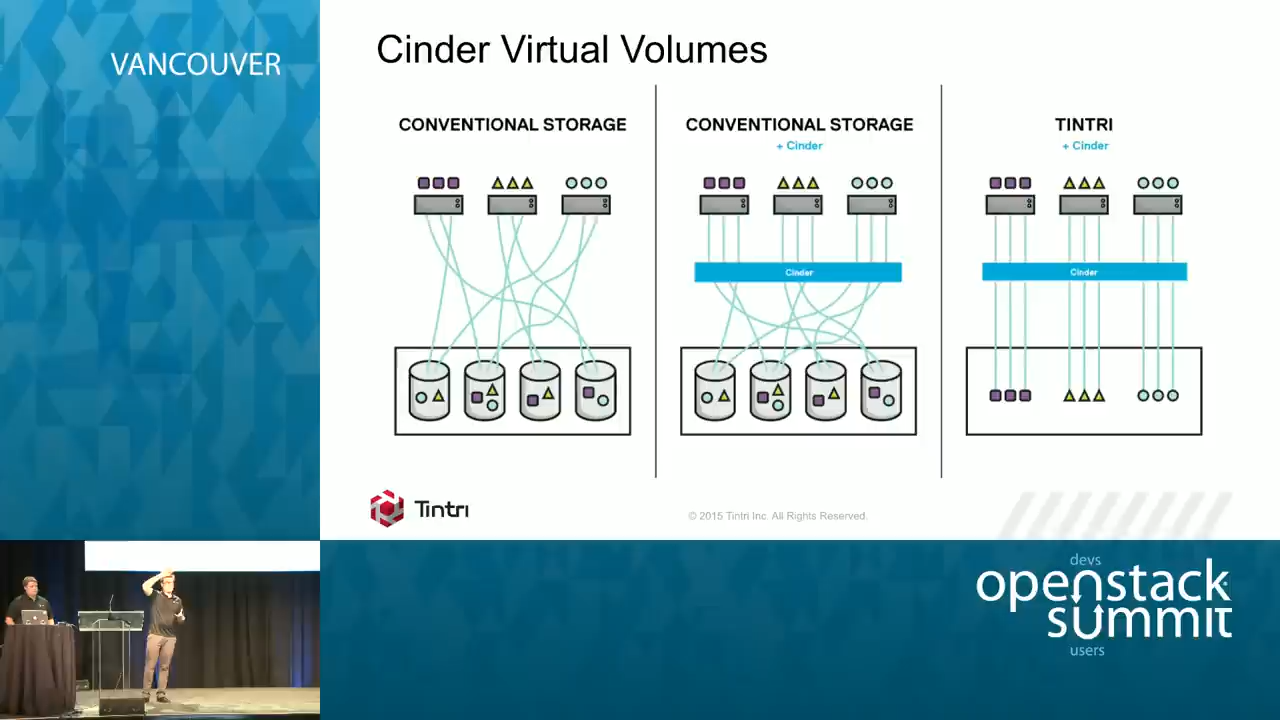 VANCOUVER
Cinder Virtual Volumes
CONVENTIONAL STORAGE
CONVENTIONAL STORAGE
+ Cinder
Cinder
TINTRI
+ Cinder
Cinder
Tintri
© 2015 Tintri Inc. All Rights Reserved.
devs
openstack
summit
users